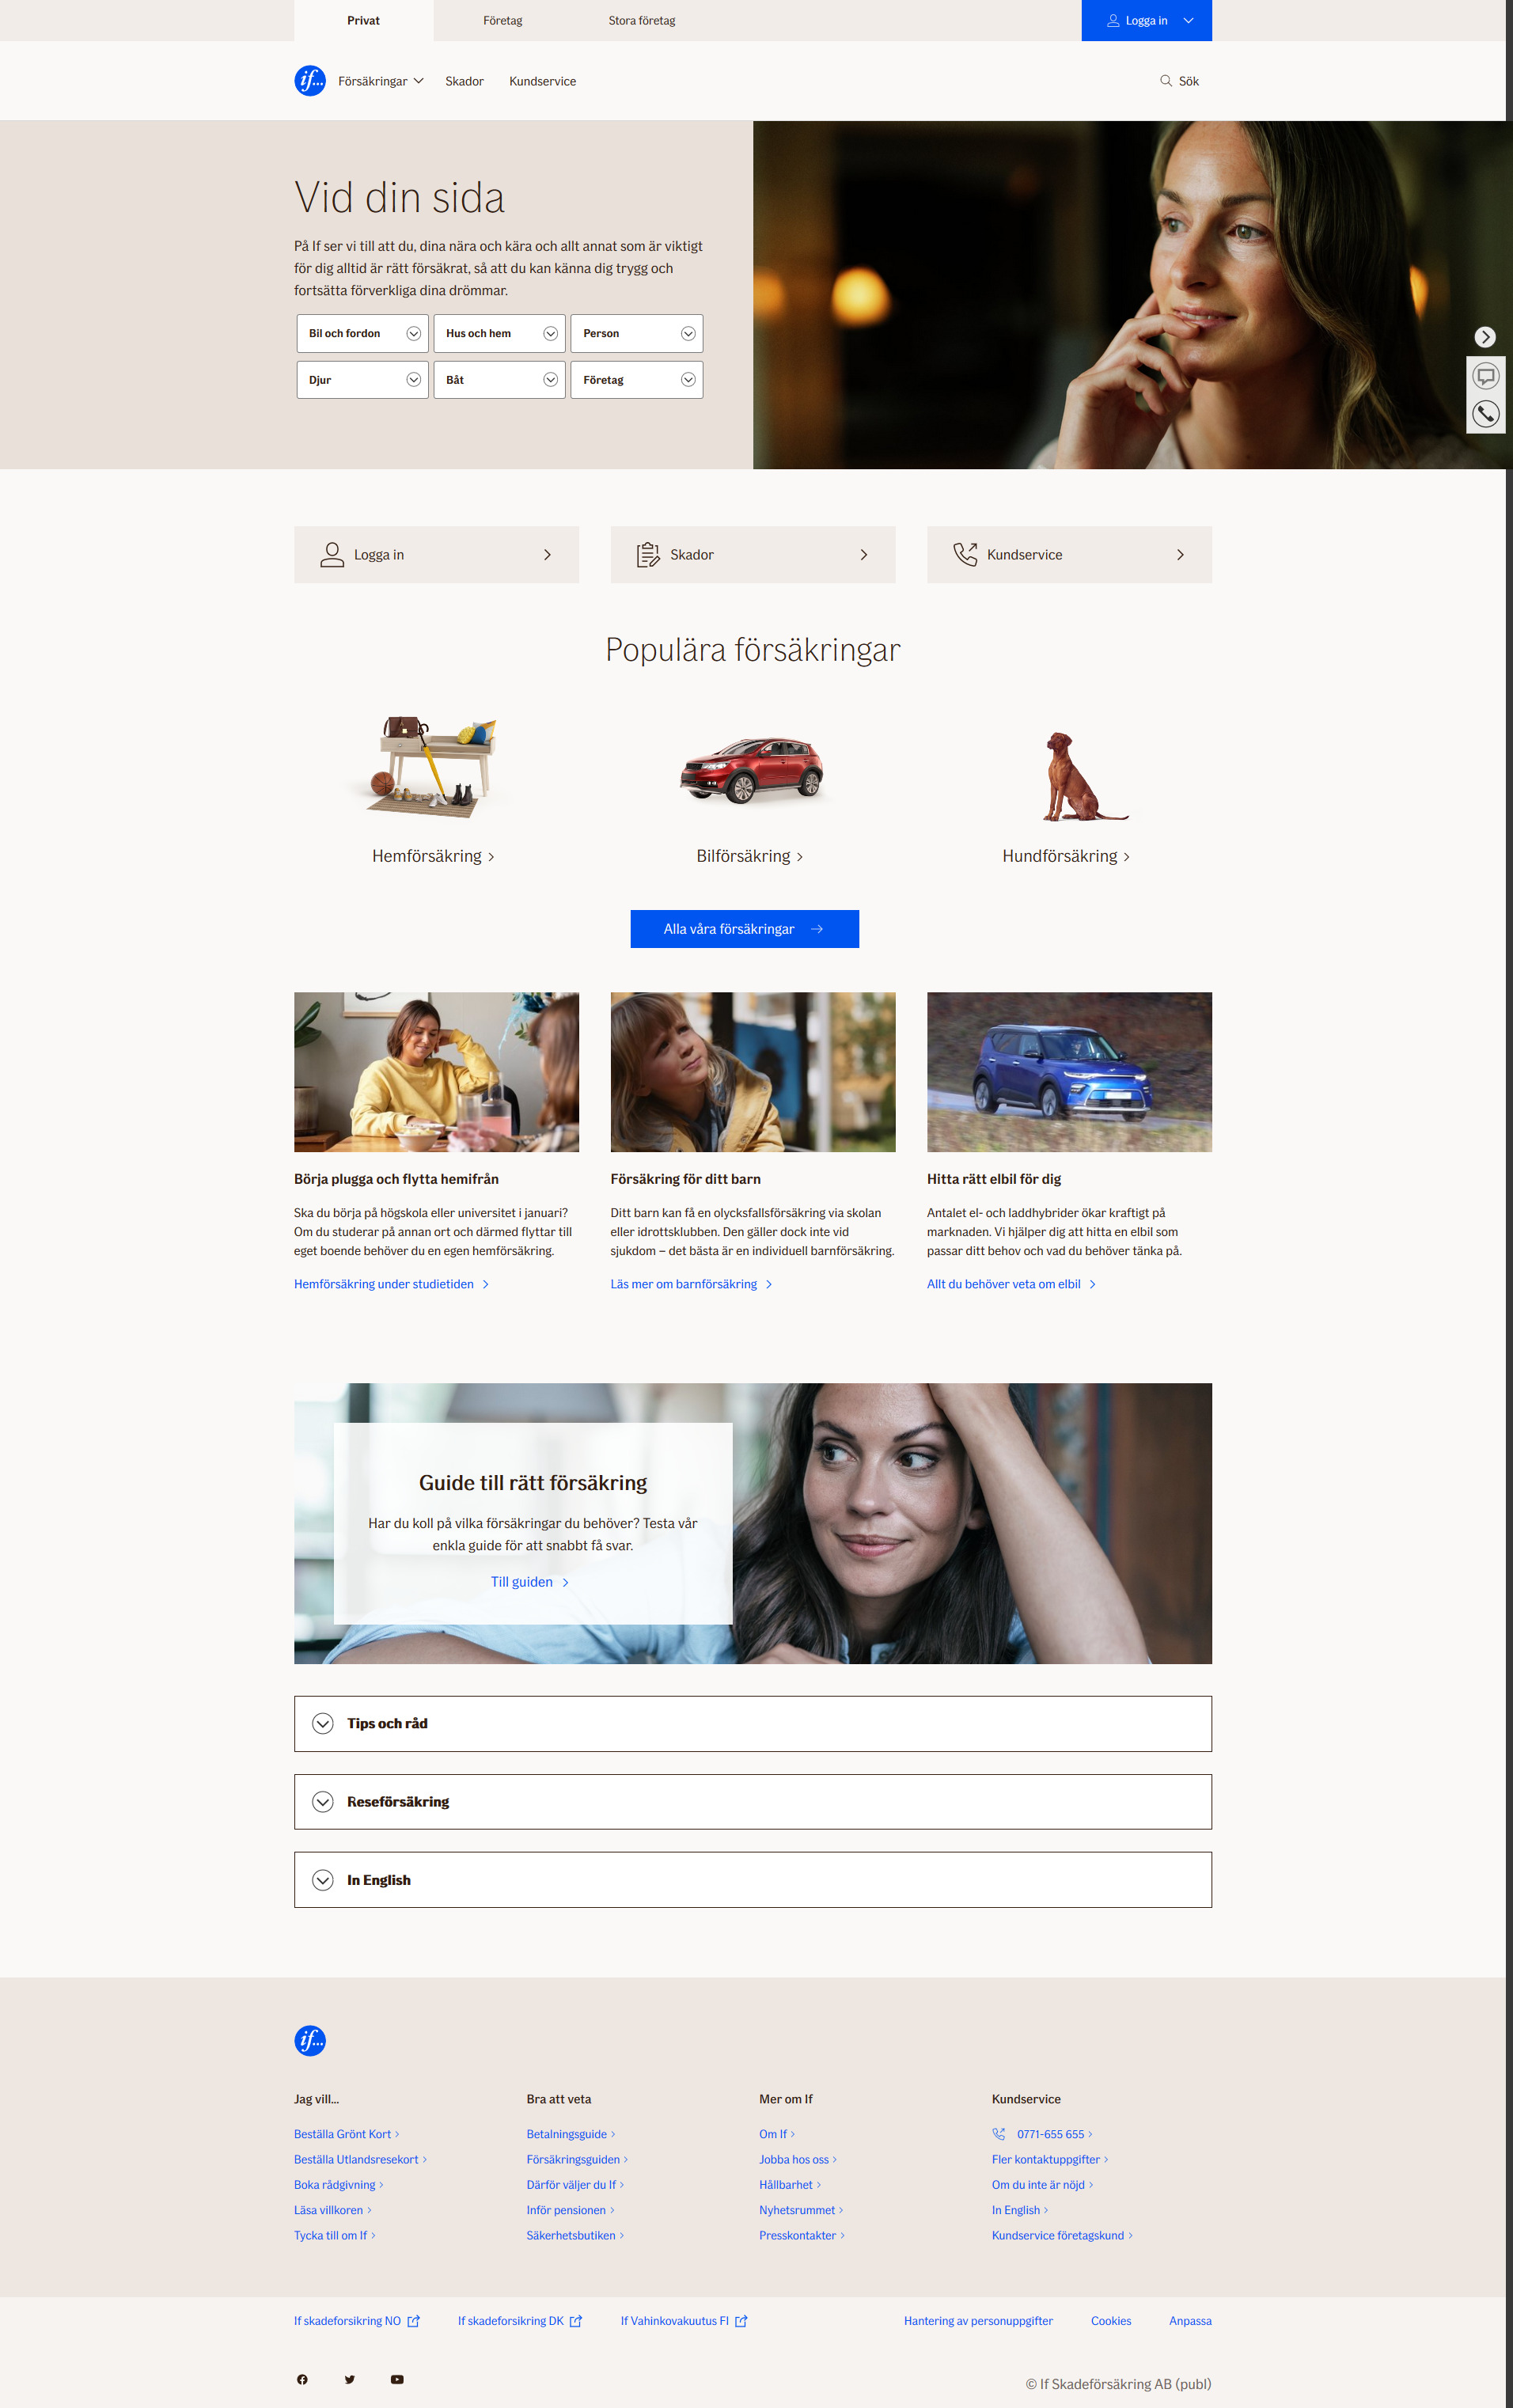 Privat
Företag
Stora företag
Logga in
if...
Försäkringar
Skador
Kundservice
Sök
Vid din sida
På If ser vi till att du, dina nära och kära och allt annat som är viktigt
för dig alltid är rätt försäkrat, så att du kan känna dig trygg och
fortsätta förverkliga dina drömmar.
Bil och fordon
Hus och hem
Person
Djur
Båt
Företag
Logga in
Skador
Kundservice
Populära försäkringar
Hemförsäkring
Bilförsäkring
Hundförsäkring
Alla våra försäkringar
Börja plugga och flytta hemifrån
Ska du börja på högskola eller universitet i januari?
Om du studerar på annan ort och därmed flyttar till
eget boende behöver du en egen hemförsäkring.
Hemförsäkring under studietiden
Försäkring för ditt barn
Ditt barn kan få en olycksfallsförsäkring via skolan
eller idrottsklubben. Den gäller dock inte vid
sjukdom – det bästa är en individuell barnförsäkring.
Läs mer om barnförsäkring
Hitta rätt elbil för dig
Antalet el- och laddhybrider ökar kraftigt på
marknaden. Vi hjälper dig att hitta en elbil som
passar ditt behov och vad du behöver tänka på.
Allt du behöver veta om elbil
Guide till rätt försäkring
Har du koll på vilka försäkringar du behöver? Testa vår
enkla guide för att snabbt få svar.
Till guiden
Tips och råd
Reseförsäkring
In English
if...
Jag vill...
Beställa Grönt Kort
Beställa Utlandsresekort
Boka rådgivning
Läsa villkoren
Tycka till om If
Bra att veta
Betalningsguide
Försäkringsguiden
Därför väljer du If
Inför pensionen
Säkerhetsbutiken
Mer om If
Om If
Jobba hos oss
Hållbarhet
Nyhetsrummet
Presskontakter
Kundservice
0771-655 655
Fler kontaktuppgifter
Om du inte är nöjd
In English
Kundservice företagskund
If skadeforsikring NO
If skadeforsikring DK
If Vahinkovakuutus FI
Hantering av personuppgifter
Cookies
Anpassa
© If Skadeförsäkring AB (publ)